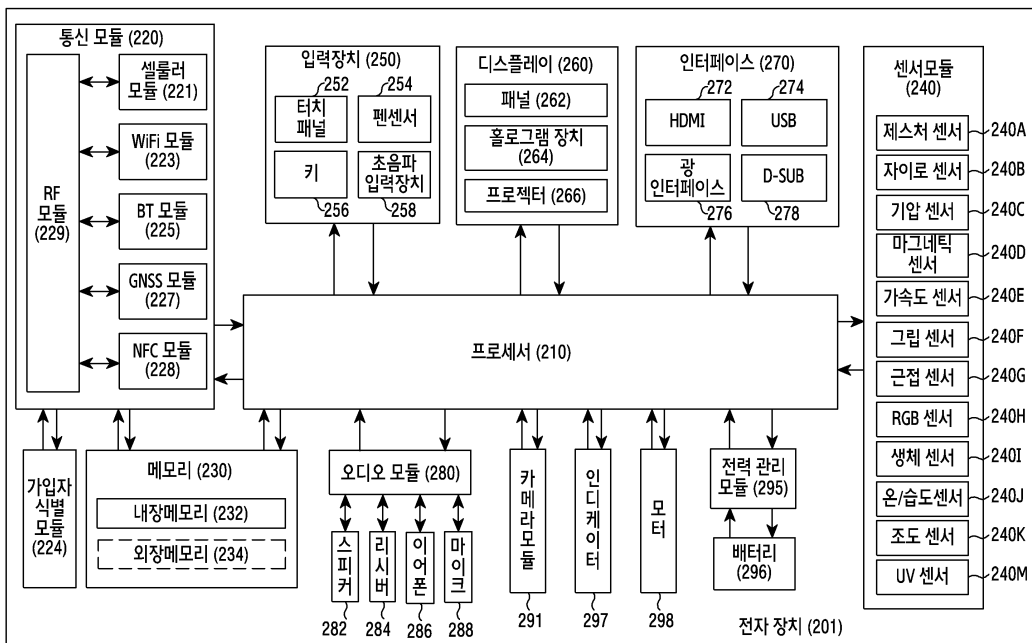 통신 모듈 (220)
셀룰러
모듈 (221)
WiFi 모듈
(223)
RF
모듈
(229)
BT 모듈
(225)
GNSS 모듈
(227)
NFC 모듈
(228)
입력장치 (250)
252
254
터치
패널
펜센서
키
초음파
입력장치
256
258
디스플레이 (260)
패널 (262)
홀로그램 장치
(264)
프로젝터 (266)
인터페이스 (270)
272
274
HDMI
USB
광
인터페이스
D-SUB
276
278
센서모듈
(240)
제스처 센서
240A
자이로 센서
240B
기압 센서
240C
마그네틱
센서
240D
가속도 센서
240E
그립 센서
240F
근접 센서
240G
RGB 센서
240H
생체 센서
240I
온/습도센서
240J
조도 센서
240K
UV 센서
240M
프로세서 (210)
가입자
식별
모듈
(224)
메모리 (230)
내장메모리 (232)
외장메모리 (234)
오디오 모듈 (280)
스피커
리시버
이어폰
마이크
282
284
286
288
카메라모듈
291
인디케이터
297
모터
298
전력 관리
모듈 (295)
배터리
(296)
전자 장치 (201)